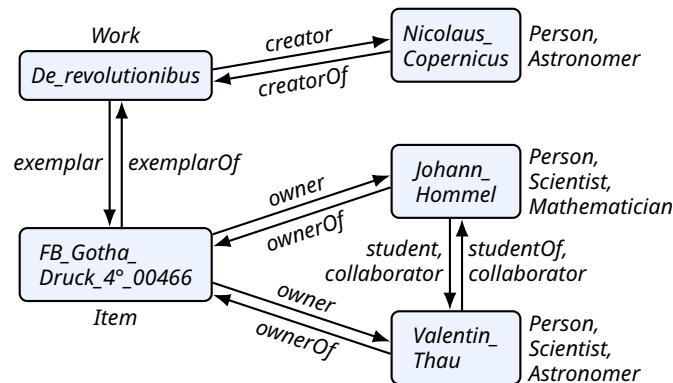 Work
De_revolutionibus
creator
creatorOf
Nicolaus_
Copernicus
Person,
Astronomer
exemplar
exemplarOf
owner
ownerOf
Johann_
Hommel
Person,
Scientist,
Mathematician
FB_Gotha_
Druck_4°_00466
Item
student,
collaborator
studentOf,
collaborator
owner
ownerOf
Valentin_
Thau
Person,
Scientist,
Astronomer